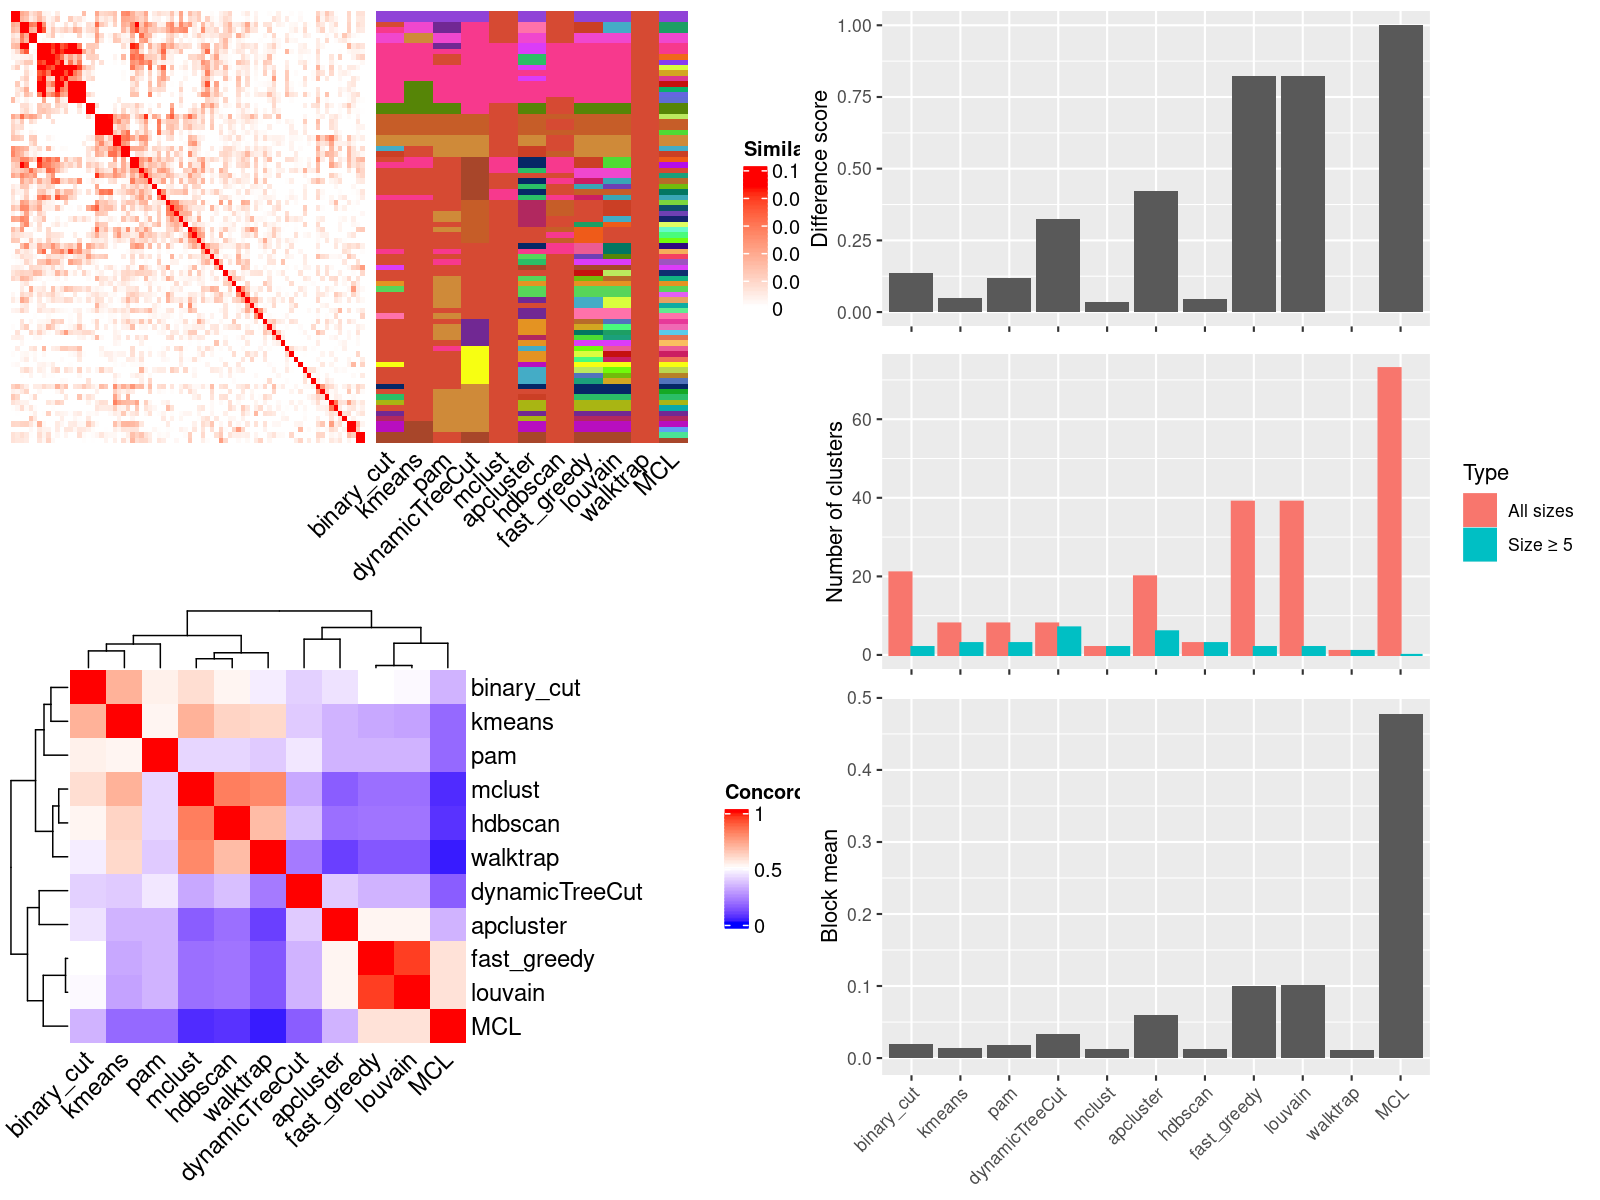 Simila
0.1
0.0
0.0
0.0
0.0
0
binary_cut
kmeans
pam
dynamicTreeCut
mclust
apcluster
hdbscan
fast_greedy
louvain
walktrap
MCL
binary_cut
kmeans
pam
mclust
hdbscan
walktrap
dynamicTreeCut
apcluster
fast_greedy
louvain
MCL
binary_cut
kmeans
pam
mclust
hdbscan
walktrap
dynamicTreeCut
apcluster
fast_greedy
louvain
MCL
Concord
1
0.5
0
Difference score
1.00
0.75
0.50
0.25
0.00
Number of clusters
60
40
20
0
Type
All sizes
Size ≥ 5
Block mean
0.5
0.4
0.3
0.2
0.1
0.0
binary_cut
kmeans
pam
dynamicTreeCut
mclust
apcluster
hdbscan
fast_greedy
louvain
walktrap
MCL